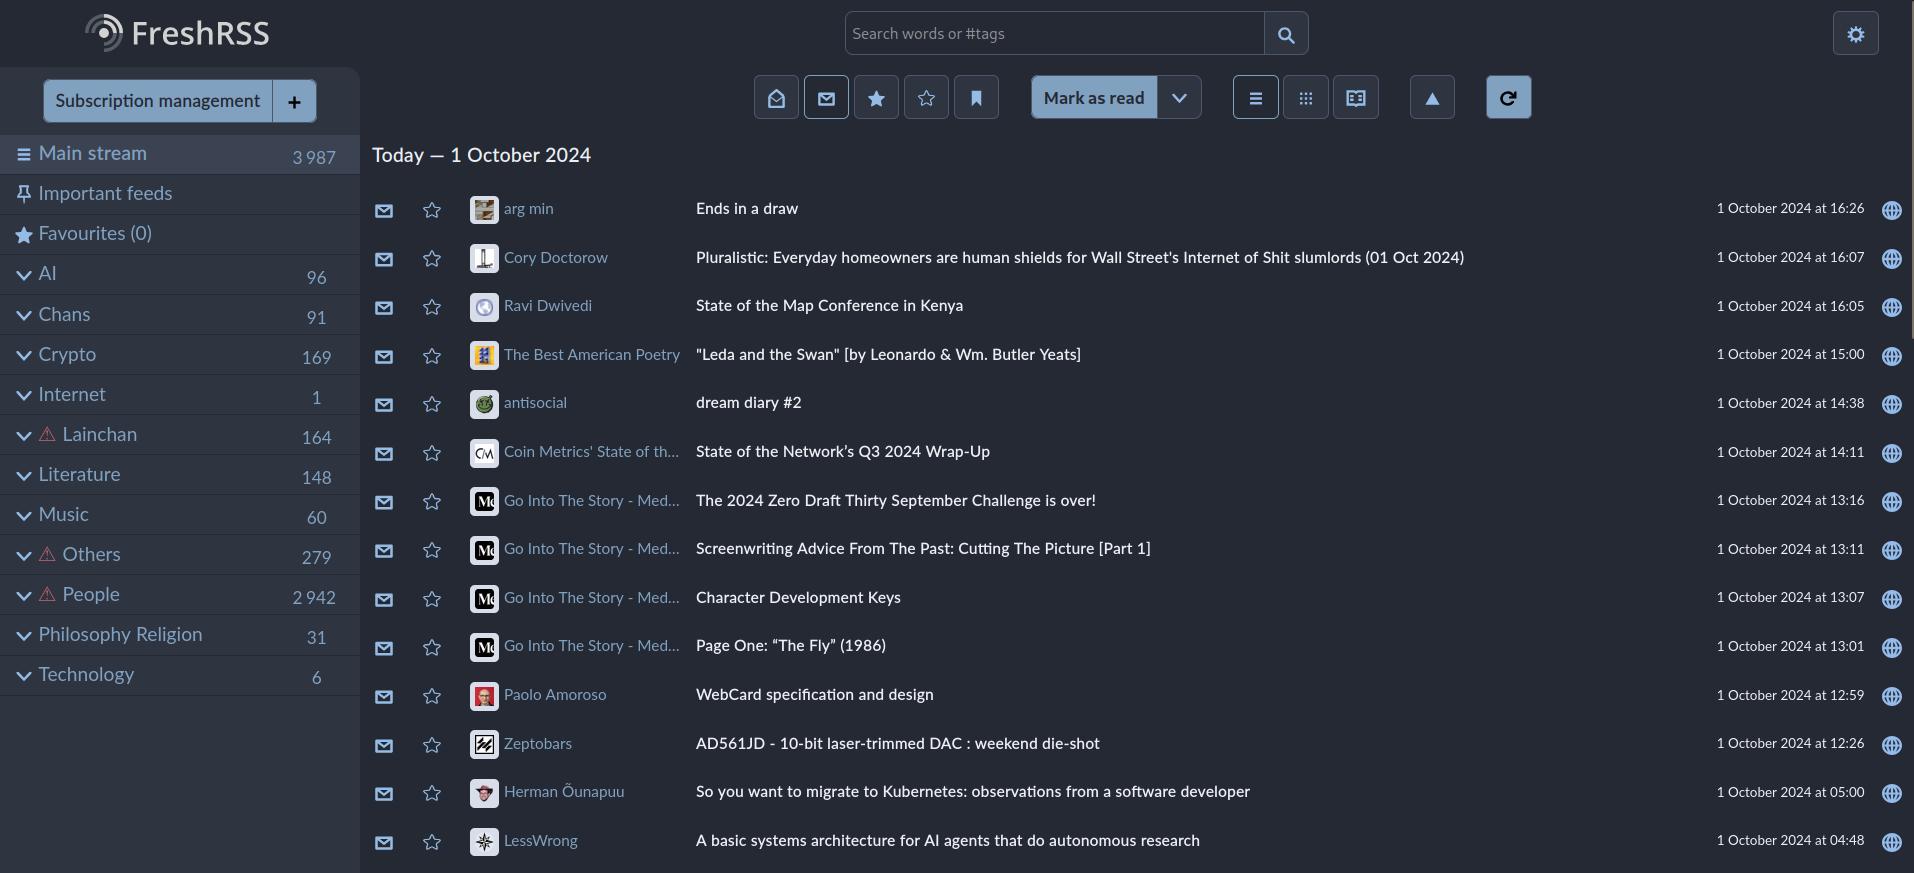 FreshRSS
Search words or #tags
Subscription management +
Mark as read
Main stream 3 987
Important feeds
Favourites (0)
AI 96
Chans 91
Crypto 169
Internet 1
Lainchan 164
Literature 148
Music 60
Others 279
People 2 942
Philosophy Religion 31
Technology 6
Today — 1 October 2024
arg min Ends in a draw 1 October 2024 at 16:26
Cory Doctorow Pluralistic: Everyday homeowners are human shields for Wall Street's Internet of Shit slumlords (01 Oct 2024) 1 October 2024 at 16:07
Ravi Dwivedi State of the Map Conference in Kenya 1 October 2024 at 16:05
The Best American Poetry "Leda and the Swan" [by Leonardo & Wm. Butler Yeats] 1 October 2024 at 15:00
antisocial dream diary #2 1 October 2024 at 14:38
CM Coin Metrics' State of th... State of the Network’s Q3 2024 Wrap-Up 1 October 2024 at 14:11
Go Into The Story - Med... The 2024 Zero Draft Thirty September Challenge is over! 1 October 2024 at 13:16
Go Into The Story - Med... Screenwriting Advice From The Past: Cutting The Picture [Part 1] 1 October 2024 at 13:11
Go Into The Story - Med... Character Development Keys 1 October 2024 at 13:07
Go Into The Story - Med... Page One: “The Fly” (1986) 1 October 2024 at 13:01
Paolo Amoroso WebCard specification and design 1 October 2024 at 12:59
Zeptobars AD561JD - 10-bit laser-trimmed DAC : weekend die-shot 1 October 2024 at 12:26
Herman Õunapuu So you want to migrate to Kubernetes: observations from a software developer 1 October 2024 at 05:00
LessWrong A basic systems architecture for AI agents that do autonomous research 1 October 2024 at 04:48